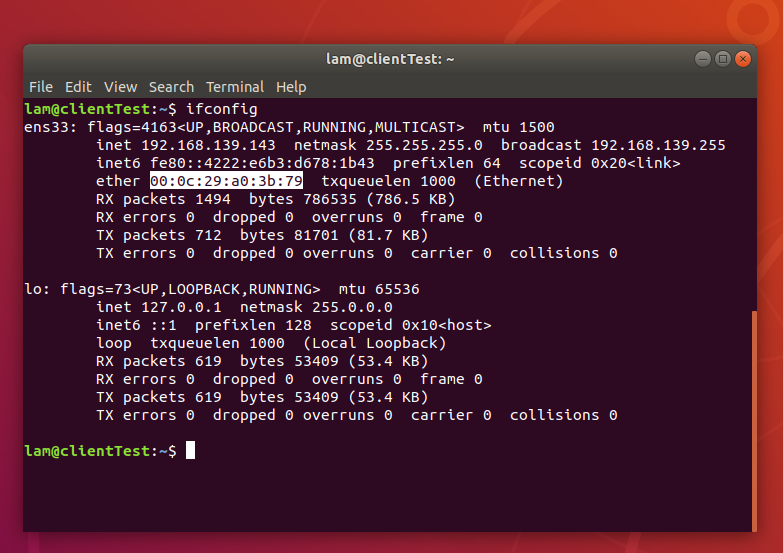 lam@clientTest: ~
File Edit View Search Terminal Help
lam@clientTest:~$ ifconfig
ens33: flags=4163<UP,BROADCAST,RUNNING,MULTICAST>  mtu 1500
        inet 192.168.139.143  netmask 255.255.255.0  broadcast 192.168.139.255
        inet6 fe80::4222:e6b3:d678:1b43  prefixlen 64  scopeid 0x20<link>
        ether 00:0c:29:a0:3b:79  txqueuelen 1000  (Ethernet)
        RX packets 1494  bytes 786535 (786.5 KB)
        RX errors 0  dropped 0  overruns 0  frame 0
        TX packets 712  bytes 81701 (81.7 KB)
        TX errors 0  dropped 0 overruns 0  carrier 0  collisions 0

lo: flags=73<UP,LOOPBACK,RUNNING>  mtu 65536
        inet 127.0.0.1  netmask 255.0.0.0
        inet6 ::1  prefixlen 128  scopeid 0x10<host>
        loop  txqueuelen 1000  (Local Loopback)
        RX packets 619  bytes 53409 (53.4 KB)
        RX errors 0  dropped 0  overruns 0  frame 0
        TX packets 619  bytes 53409 (53.4 KB)
        TX errors 0  dropped 0 overruns 0  carrier 0  collisions 0

lam@clientTest:~$